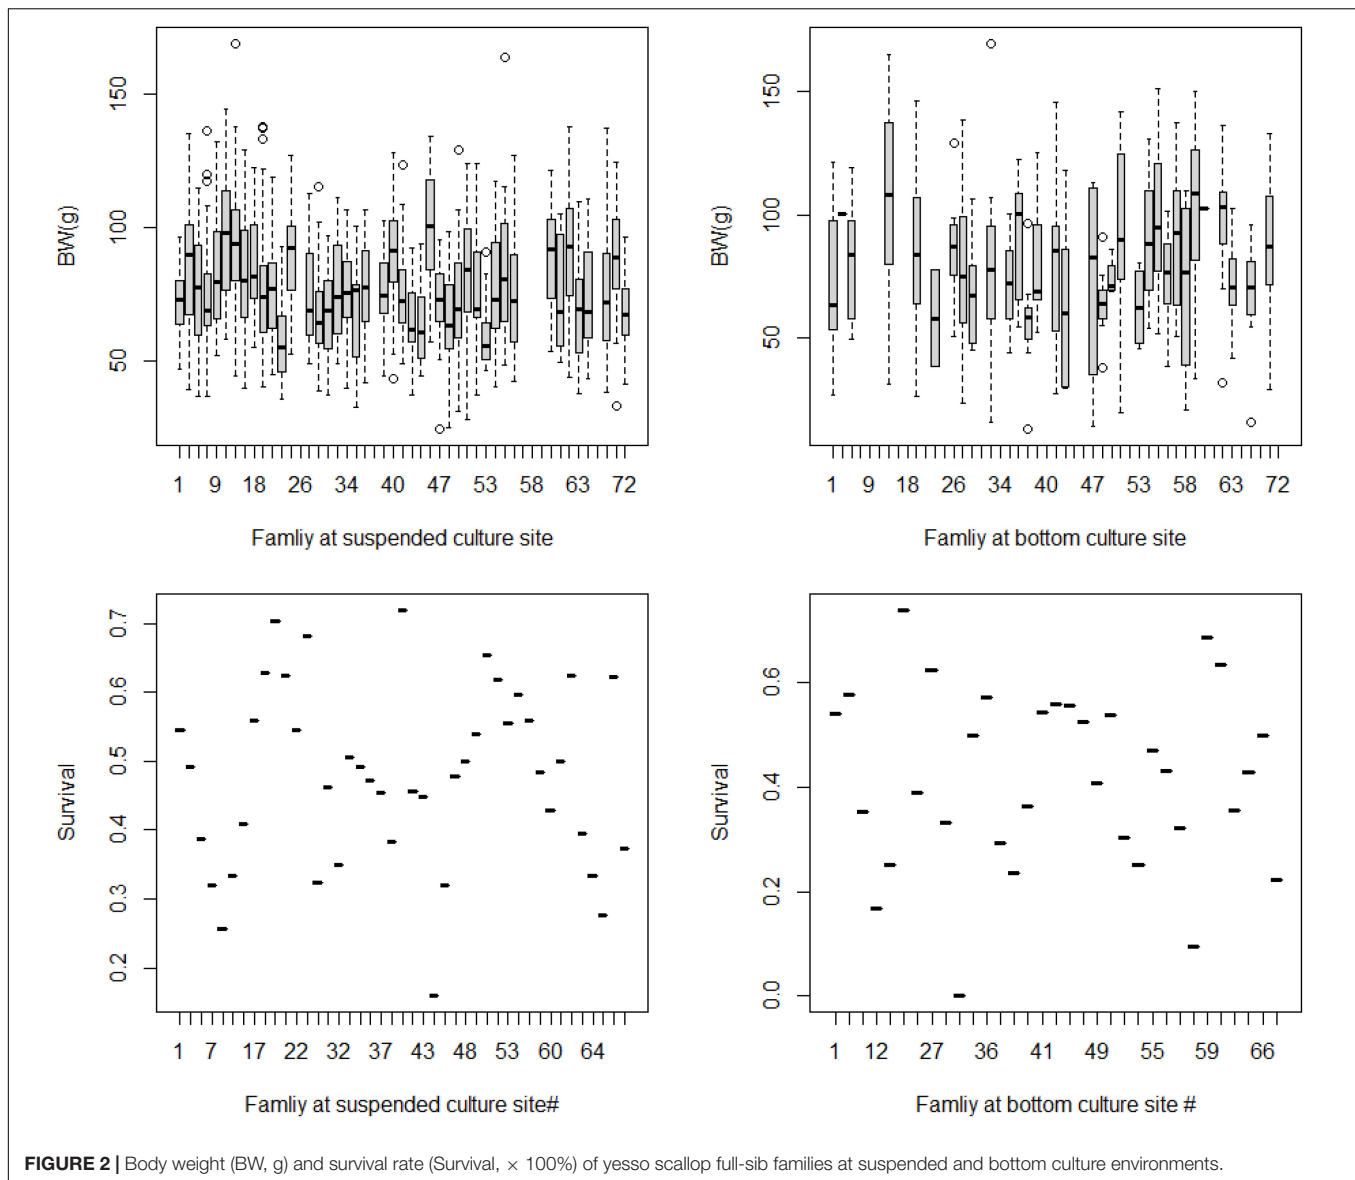 BW(g)
150
100
50
1 9 18 26 34 40 47 53 58 63 72
Famliy at suspended culture site
BW(g)
150
100
50
1 9 18 26 34 40 47 53 58 63 72
Famliy at bottom culture site
Survival
0.7
0.6
0.5
0.4
0.3
0.2
1 7 17 22 32 37 43 48 53 60 64
Famliy at suspended culture site#
Survival
0.6
0.4
0.2
0.0
1 12 27 36 41 49 55 59 66
Famliy at bottom culture site #
FIGURE 2 | Body weight (BW, g) and survival rate (Survival, × 100%) of yesso scallop full-sib families at suspended and bottom culture environments.